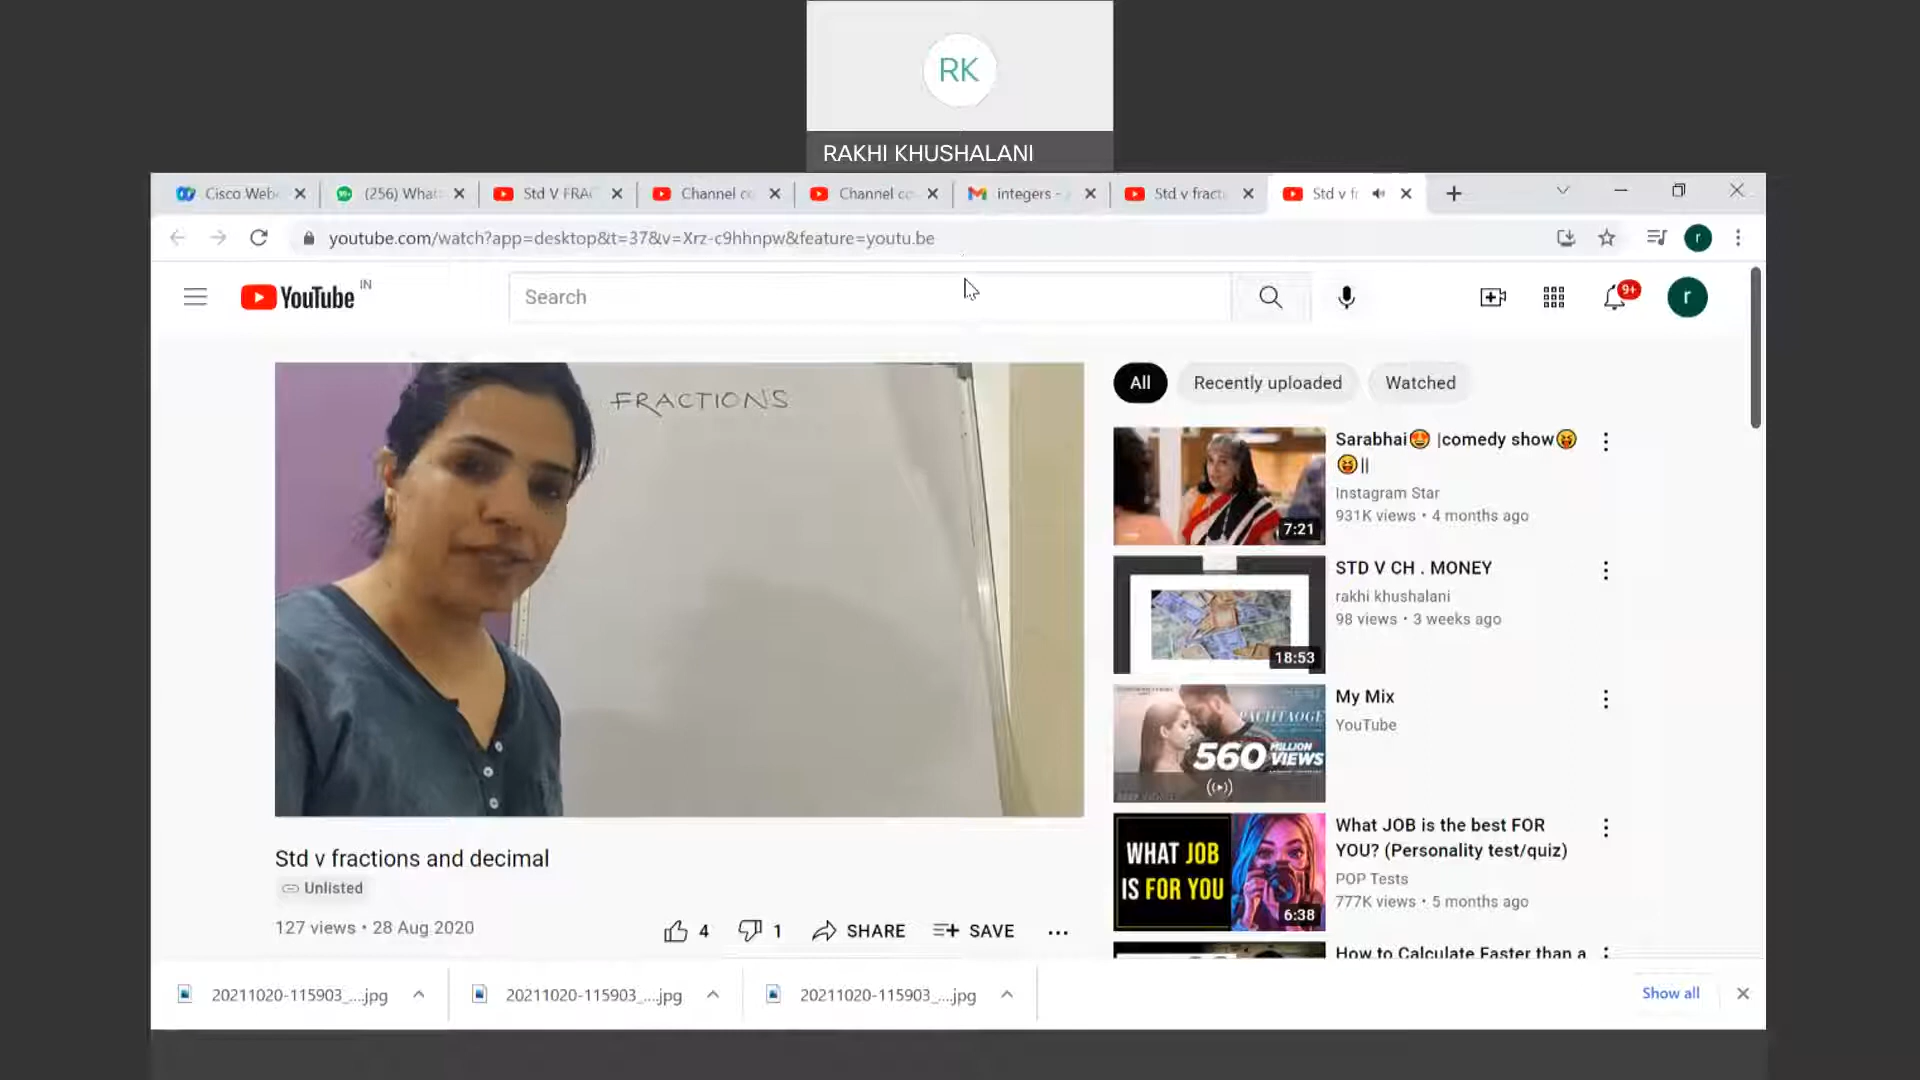 RK
RAKHI KHUSHALANI
Cisco Web
(256) What
Std V FRA
Channel co
Channel co
integers -
Std v fracti
Std v fr
youtube.com/watch?app=desktop&t=37&v=Xrz-c9hhnpw&feature=youtu.be
r
YouTube IN
Search
9+
r
FRACTIONS
All
Recently uploaded
Watched
Sarabhai😍 |comedy show😝
😝||
Instagram Star
931K views • 4 months ago
7:21
STD V CH . MONEY
rakhi khushalani
98 views • 3 weeks ago
18:53
My Mix
YouTube
PACHTAOGE
560 MILLION VIEWS
What JOB is the best FOR
YOU? (Personality test/quiz)
POP Tests
777K views • 5 months ago
WHAT JOB
IS FOR YOU
6:38
How to Calculate Faster than a
Std v fractions and decimal
Unlisted
127 views • 28 Aug 2020
4
1
SHARE
SAVE
20211020-115903_....jpg
20211020-115903_....jpg
20211020-115903_....jpg
Show all